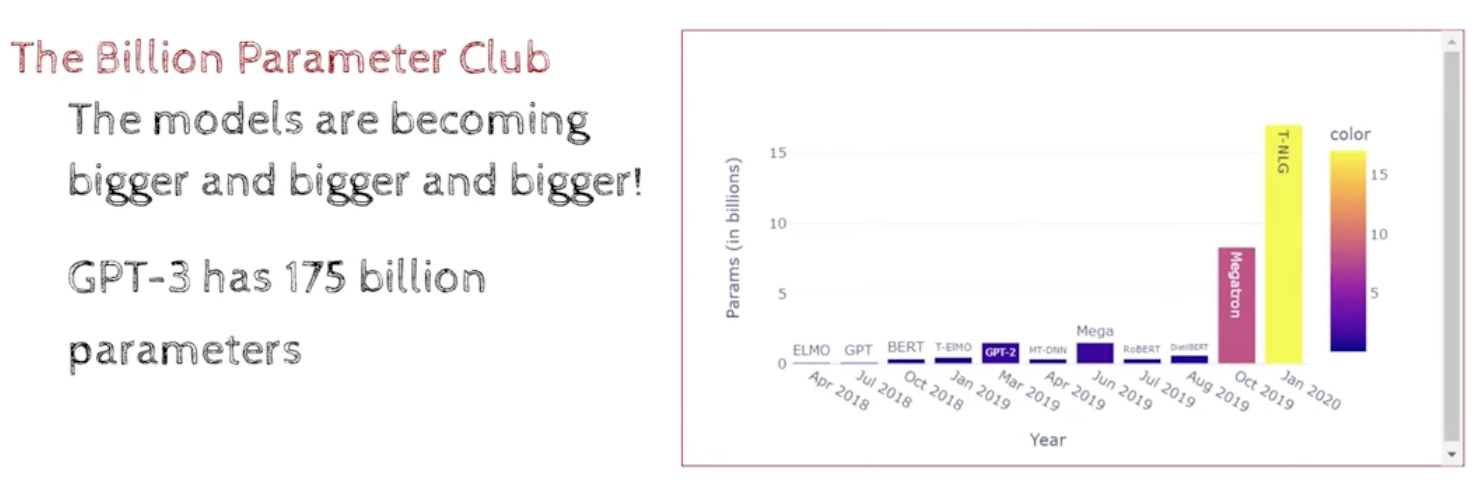 The Billion Parameter Club
The models are becoming
bigger and bigger and bigger!
GPT-3 has 175 billion
parameters
Params (in billions)
15
10
5
0
ELMO
GPT
BERT
T-ElMO
GPT-2
MT-DNN
Mega
RoBERT
DistilBERT
Megatron
T-NLG
Apr 2018
Jul 2018
Oct 2018
Jan 2019
Mar 2019
Apr 2019
Jun 2019
Jul 2019
Aug 2019
Oct 2019
Jan 2020
Year
color
15
10
5